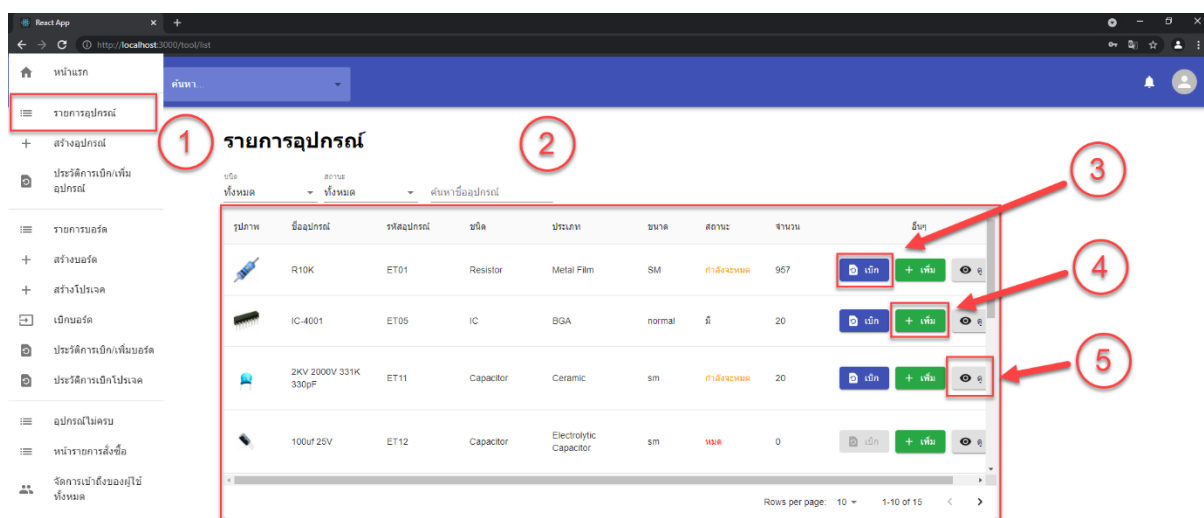 React App
http://localhost:3000/tool/list
หน้าแรก
ค้นหา...
รายการอุปกรณ์
สร้างอุปกรณ์
ประวัติการเบิก/เพิ่ม
อุปกรณ์
รายการบอร์ด
สร้างบอร์ด
สร้างโปรเจค
เบิกบอร์ด
ประวัติการเบิก/เพิ่มบอร์ด
ประวัติการเบิกโปรเจค
อุปกรณ์ไม่ครบ
หน้ารายการสั่งซื้อ
จัดการเข้าถึงของผู้ใช้
ทั้งหมด
1
รายการอุปกรณ์
2
3
4
5
ชนิด สถานะ
ทั้งหมด ทั้งหมด ค้นหาชื่ออุปกรณ์
รูปภาพ ชื่ออุปกรณ์ รหัสอุปกรณ์ ชนิด ประเภท ขนาด สถานะ จำนวน อื่นๆ
R10K ET01 Resistor Metal Film SM กำลังจะหมด 957 เบิก + เพิ่ม ดู
IC-4001 ET05 IC BGA normal มี 20 เบิก + เพิ่ม ดู
2KV 2000V 331K
330pF ET11 Capacitor Ceramic sm กำลังจะหมด 20 เบิก + เพิ่ม ดู
100uf 25V ET12 Capacitor Electrolytic
Capacitor sm หมด 0 เบิก + เพิ่ม ดู
Rows per page: 10 1-10 of 15